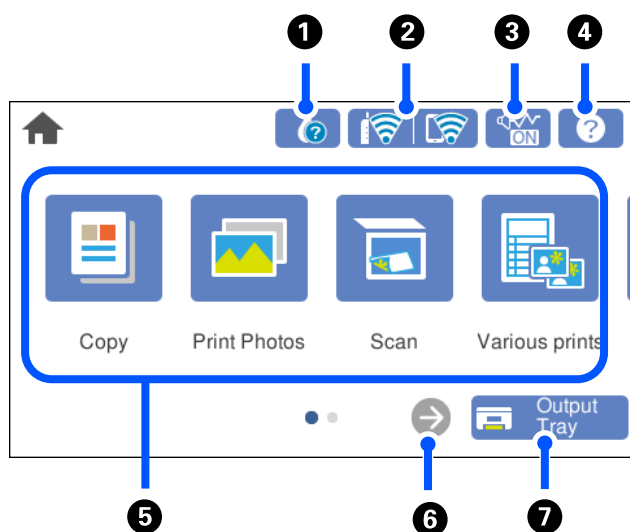 1 2 3 4
? ON ?
Copy Print Photos Scan Various prints
Output
Tray
5 6 7